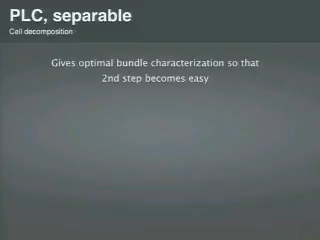 PLC, separable
Cell decomposition
Gives optimal bundle characterization so that
2nd step becomes easy